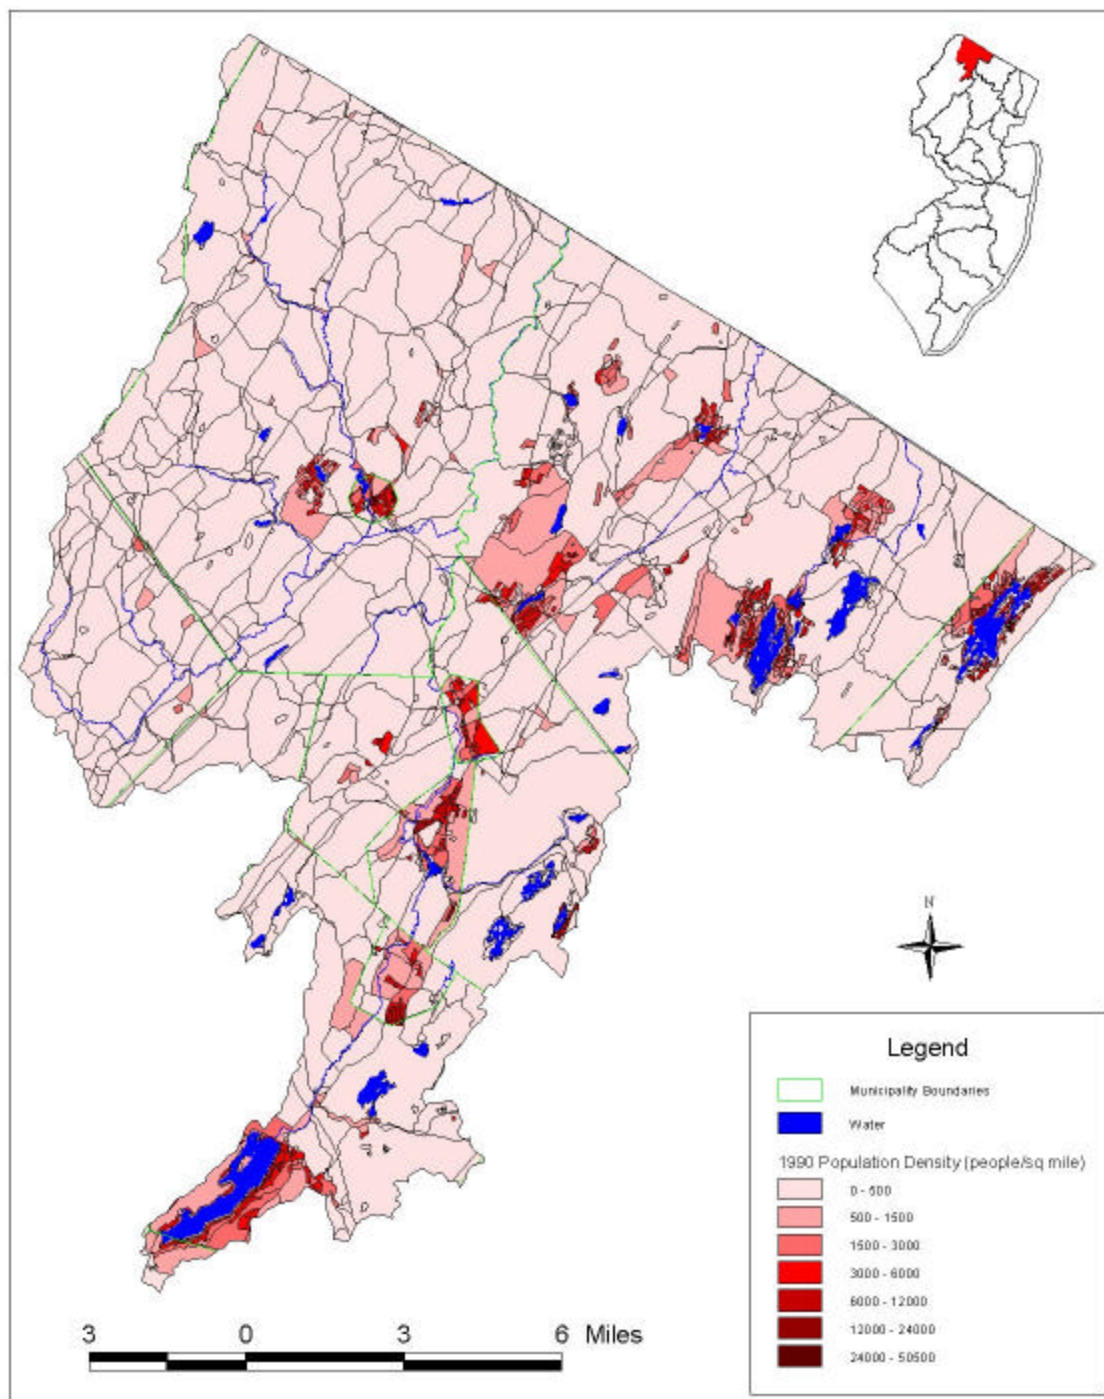 N
Legend
Municipality Boundaries
Water
1990 Population Density (people/sq mile)
0 - 500
500 - 1500
1500 - 3000
3000 - 6000
6000 - 12000
12000 - 24000
24000 - 50500
3 0 3 6 Miles